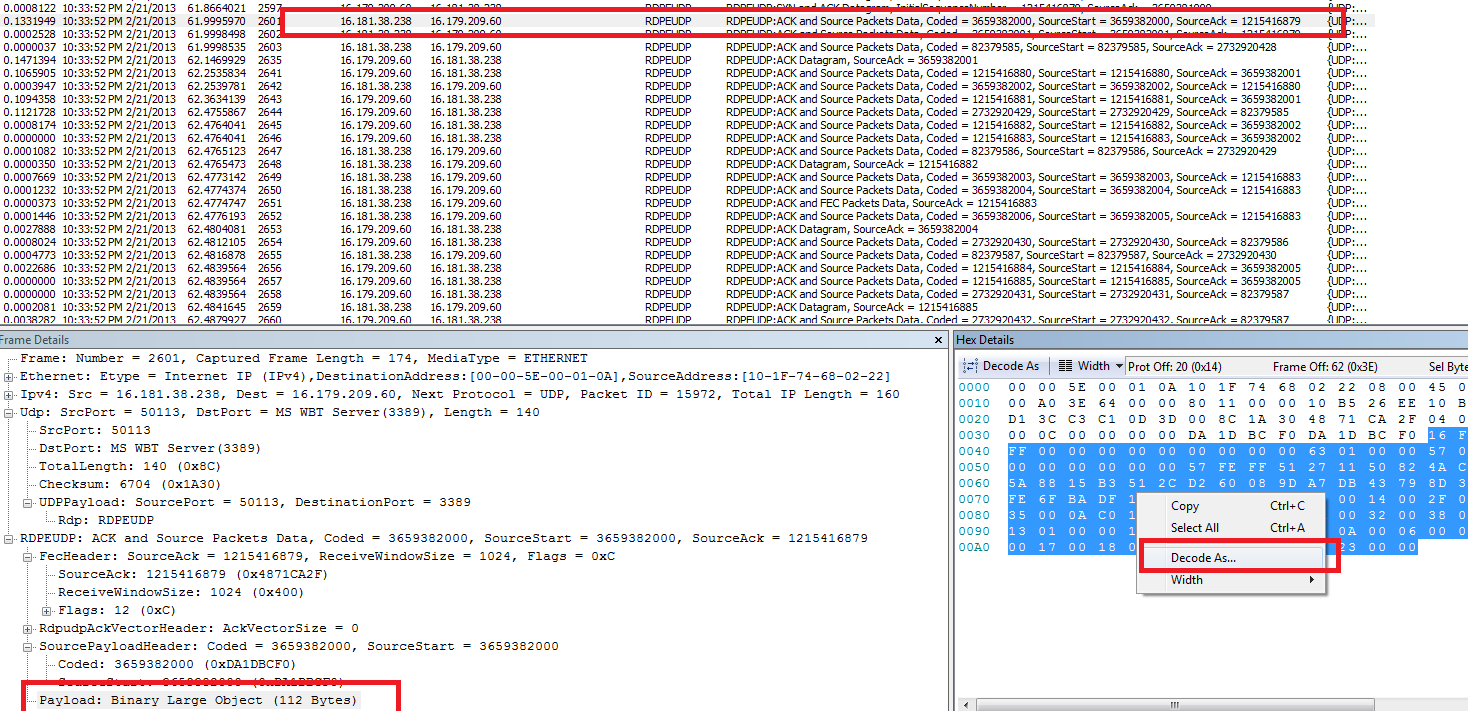 0.0008122 10:33:52 PM 2/21/2013 61.8664021 2597
0.1331949 10:33:52 PM 2/21/2013 61.9995970 2601 16.181.38.238 16.179.209.60 RDPEUDP RDPEUDP:ACK and Source Packets Data, Coded = 3659382000, SourceStart = 3659382000, SourceAck = 1215416879 {UDP:...
0.0002528 10:33:52 PM 2/21/2013 61.9998498 2602 16.181.38.238 16.179.209.60 RDPEUDP RDPEUDP:ACK and Source Packets Data, Coded = 3659382001, SourceStart = 3659382001, SourceAck = 1215416879 {UDP:...
0.0000037 10:33:52 PM 2/21/2013 61.9998535 2603 16.181.38.238 16.179.209.60 RDPEUDP RDPEUDP:ACK and Source Packets Data, Coded = 82379585, SourceStart = 82379585, SourceAck = 2732920428 {UDP:...
0.1471394 10:33:52 PM 2/21/2013 62.1469929 2635 16.179.209.60 16.181.38.238 RDPEUDP RDPEUDP:ACK Datagram, SourceAck = 3659382001 {UDP:...
0.1065905 10:33:52 PM 2/21/2013 62.2535834 2641 16.179.209.60 16.181.38.238 RDPEUDP RDPEUDP:ACK and Source Packets Data, Coded = 1215416880, SourceStart = 1215416880, SourceAck = 3659382001 {UDP:...
0.0003947 10:33:52 PM 2/21/2013 62.2539781 2642 16.181.38.238 16.179.209.60 RDPEUDP RDPEUDP:ACK and Source Packets Data, Coded = 3659382002, SourceStart = 3659382002, SourceAck = 1215416880 {UDP:...
0.1094358 10:33:52 PM 2/21/2013 62.3634139 2643 16.179.209.60 16.181.38.238 RDPEUDP RDPEUDP:ACK and Source Packets Data, Coded = 1215416881, SourceStart = 1215416881, SourceAck = 3659382001 {UDP:...
0.1121728 10:33:52 PM 2/21/2013 62.4755867 2644 16.179.209.60 16.181.38.238 RDPEUDP RDPEUDP:ACK and Source Packets Data, Coded = 2732920429, SourceStart = 2732920429, SourceAck = 82379585 {UDP:...
0.0008174 10:33:52 PM 2/21/2013 62.4764041 2645 16.179.209.60 16.181.38.238 RDPEUDP RDPEUDP:ACK and Source Packets Data, Coded = 1215416882, SourceStart = 1215416882, SourceAck = 3659382002 {UDP:...
0.0000000 10:33:52 PM 2/21/2013 62.4764041 2646 16.179.209.60 16.181.38.238 RDPEUDP RDPEUDP:ACK and Source Packets Data, Coded = 1215416883, SourceStart = 1215416883, SourceAck = 3659382002 {UDP:...
0.0001082 10:33:52 PM 2/21/2013 62.4765123 2647 16.181.38.238 16.179.209.60 RDPEUDP RDPEUDP:ACK and Source Packets Data, Coded = 82379586, SourceStart = 82379586, SourceAck = 2732920429 {UDP:...
0.0000350 10:33:52 PM 2/21/2013 62.4765473 2648 16.181.38.238 16.179.209.60 RDPEUDP RDPEUDP:ACK Datagram, SourceAck = 1215416882 {UDP:...
0.0007669 10:33:52 PM 2/21/2013 62.4773142 2649 16.181.38.238 16.179.209.60 RDPEUDP RDPEUDP:ACK and Source Packets Data, Coded = 3659382003, SourceStart = 3659382003, SourceAck = 1215416883 {UDP:...
0.0001232 10:33:52 PM 2/21/2013 62.4774374 2650 16.181.38.238 16.179.209.60 RDPEUDP RDPEUDP:ACK and Source Packets Data, Coded = 3659382004, SourceStart = 3659382004, SourceAck = 1215416883 {UDP:...
0.0000373 10:33:52 PM 2/21/2013 62.4774747 2651 16.181.38.238 16.179.209.60 RDPEUDP RDPEUDP:ACK and FEC Packets Data, SourceAck = 1215416883 {UDP:...
0.0001446 10:33:52 PM 2/21/2013 62.4776193 2652 16.181.38.238 16.179.209.60 RDPEUDP RDPEUDP:ACK and Source Packets Data, Coded = 3659382006, SourceStart = 3659382005, SourceAck = 1215416883 {UDP:...
0.0027888 10:33:52 PM 2/21/2013 62.4804081 2653 16.179.209.60 16.181.38.238 RDPEUDP RDPEUDP:ACK Datagram, SourceAck = 3659382004 {UDP:...
0.0008024 10:33:52 PM 2/21/2013 62.4812105 2654 16.179.209.60 16.181.38.238 RDPEUDP RDPEUDP:ACK and Source Packets Data, Coded = 2732920430, SourceStart = 2732920430, SourceAck = 82379586 {UDP:...
0.0004773 10:33:52 PM 2/21/2013 62.4816878 2655 16.181.38.238 16.179.209.60 RDPEUDP RDPEUDP:ACK and Source Packets Data, Coded = 82379587, SourceStart = 82379587, SourceAck = 2732920430 {UDP:...
0.0022686 10:33:52 PM 2/21/2013 62.4839564 2656 16.179.209.60 16.181.38.238 RDPEUDP RDPEUDP:ACK and Source Packets Data, Coded = 1215416884, SourceStart = 1215416884, SourceAck = 3659382005 {UDP:...
0.0000000 10:33:52 PM 2/21/2013 62.4839564 2657 16.179.209.60 16.181.38.238 RDPEUDP RDPEUDP:ACK and Source Packets Data, Coded = 1215416885, SourceStart = 1215416885, SourceAck = 3659382005 {UDP:...
0.0000000 10:33:52 PM 2/21/2013 62.4839564 2658 16.179.209.60 16.181.38.238 RDPEUDP RDPEUDP:ACK and Source Packets Data, Coded = 2732920431, SourceStart = 2732920431, SourceAck = 82379587 {UDP:...
0.0002081 10:33:52 PM 2/21/2013 62.4841645 2659 16.181.38.238 16.179.209.60 RDPEUDP RDPEUDP:ACK Datagram, SourceAck = 1215416885 {UDP:...
0.0038282 10:33:52 PM 2/21/2013 62.4879927 2660 16.179.209.60 16.181.38.238 RDPEUDP RDPEUDP:ACK and Source Packets Data, Coded = 2732920432, SourceStart = 2732920432, SourceAck = 82379587 {UDP:...
Frame Details
Frame: Number = 2601, Captured Frame Length = 174, MediaType = ETHERNET
Ethernet: Etype = Internet IP (IPv4),DestinationAddress:[00-00-5E-00-01-0A],SourceAddress:[10-1F-74-68-02-22]
Ipv4: Src = 16.181.38.238, Dest = 16.179.209.60, Next Protocol = UDP, Packet ID = 15972, Total IP Length = 160
Udp: SrcPort = 50113, DstPort = MS WBT Server(3389), Length = 140
SrcPort: 50113
DstPort: MS WBT Server(3389)
TotalLength: 140 (0x8C)
Checksum: 6704 (0x1A30)
UDPPayload: SourcePort = 50113, DestinationPort = 3389
Rdp: RDPEUDP
RDPEUDP: ACK and Source Packets Data, Coded = 3659382000, SourceStart = 3659382000, SourceAck = 1215416879
FecHeader: SourceAck = 1215416879, ReceiveWindowSize = 1024, Flags = 0xC
SourceAck: 1215416879 (0x4871CA2F)
ReceiveWindowSize: 1024 (0x400)
Flags: 12 (0xC)
RdpudpAckVectorHeader: AckVectorSize = 0
SourcePayloadHeader: Coded = 3659382000, SourceStart = 3659382000
Coded: 3659382000 (0xDA1DBCF0)
SourceStart: 3659382000 (0xDA1DBCF0)
Payload: Binary Large Object (112 Bytes)
Hex Details
Decode As Width Prot Off: 20 (0x14) Frame Off: 62 (0x3E) Sel Byte
0000 00 00 5E 00 01 0A 10 1F 74 68 02 22 08 00 45 0
0010 00 A0 3E 64 00 00 80 11 00 00 10 B5 26 EE 10 B
0020 D1 3C C3 C1 0D 3D 00 8C 1A 30 48 71 CA 2F 04 0
0030 00 0C 00 00 00 00 DA 1D BC F0 DA 1D BC F0 16 F
0040 FF 00 00 00 00 00 00 00 00 00 63 01 00 00 57 0
0050 00 00 00 00 00 00 57 FE FF 51 27 11 50 82 4A C
0060 5A 88 15 B3 51 2C D2 60 08 9D A7 DB 43 79 8D 3
0070 FE 6F BA DF 1 00 14 00 2F 0
0080 35 00 0A C0 1 00 32 00 38 0
0090 13 01 00 00 0A 00 06 00 0
00A0 00 17 00 18 0 23 00 00
Copy Ctrl+C
Select All Ctrl+A
Decode As...
Width